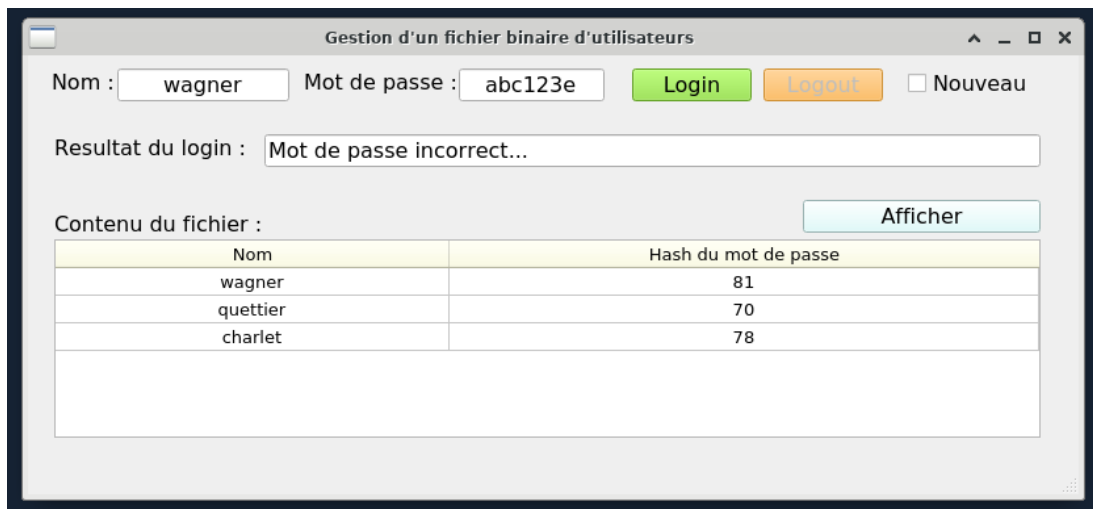 Gestion d'un fichier binaire d'utilisateurs
Nom : wagner Mot de passe : abc123e Login Logout Nouveau
Resultat du login : Mot de passe incorrect...
Afficher
Contenu du fichier :
Nom Hash du mot de passe
wagner 81
quettier 70
charlet 78